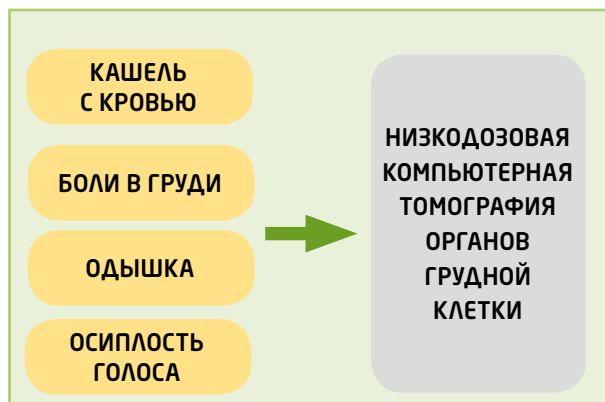 КАШЕЛЬ
С КРОВЬЮ
БОЛИ В ГРУДИ
ОДЫШКА
ОСИПЛОСТЬ
ГОЛОСА
НИЗКОДОЗОВАЯ
КОМПЬЮТЕРНАЯ
ТОМОГРАФИЯ
ОРГАНОВ
ГРУДНОЙ
КЛЕТКИ